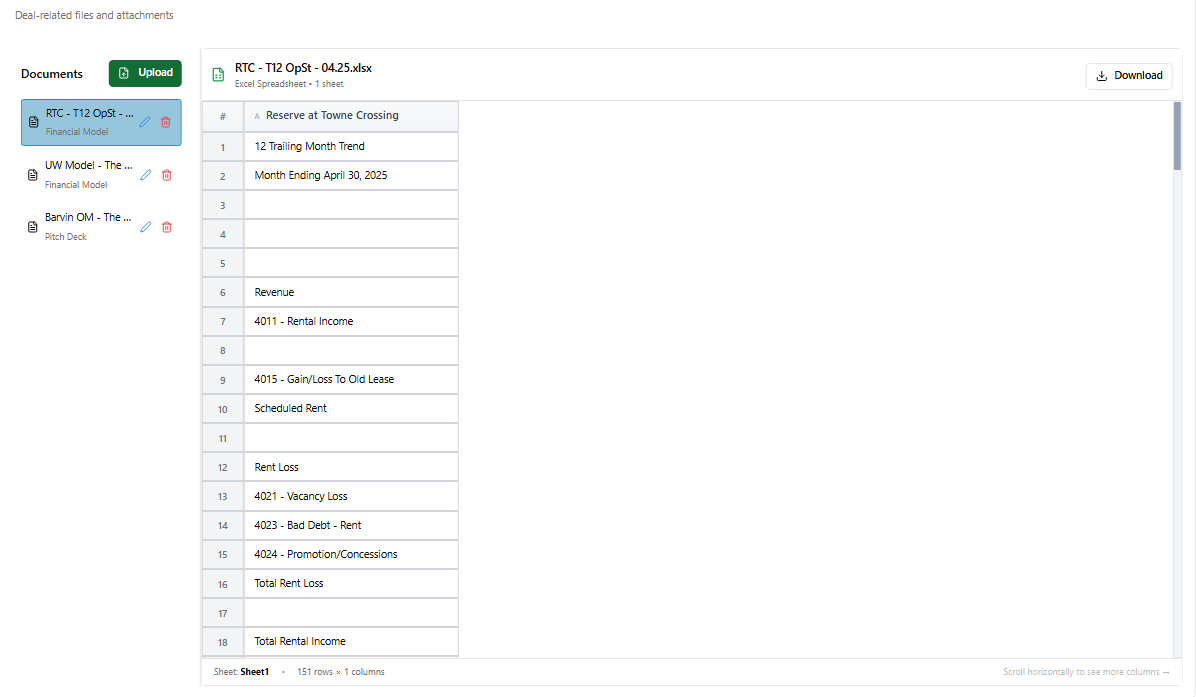 Deal-related files and attachments
Documents
Upload
RTC - T12 OpSt - ...
Financial Model
UW Model - The ...
Financial Model
Barvin OM - The ...
Pitch Deck
RTC - T12 OpSt - 04.25.xlsx
Excel Spreadsheet • 1 sheet
Download
# A Reserve at Towne Crossing
1 12 Trailing Month Trend
2 Month Ending April 30, 2025
3
4
5
6 Revenue
7 4011 - Rental Income
8
9 4015 - Gain/Loss To Old Lease
10 Scheduled Rent
11
12 Rent Loss
13 4021 - Vacancy Loss
14 4023 - Bad Debt - Rent
15 4024 - Promotion/Concessions
16 Total Rent Loss
17
18 Total Rental Income
Sheet: Sheet1 • 151 rows × 1 columns
Scroll horizontally to see more columns →